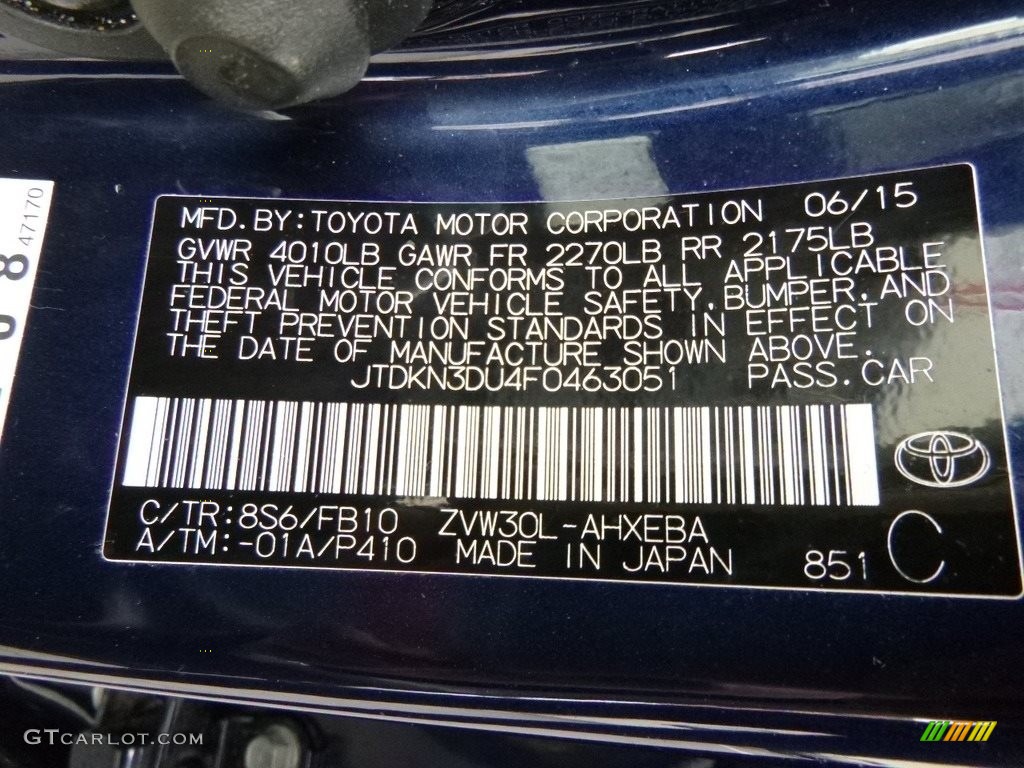 47170
8
MFD.BY:TOYOTA MOTOR CORPORATION 06/15
GVWR 4010LB GAWR FR 2270LB RR 2175LB
THIS VEHICLE CONFORMS TO ALL APPLICABLE
FEDERAL MOTOR VEHICLE SAFETY,BUMPER,AND
THEFT PREVENTION STANDARDS IN EFFECT ON
THE DATE OF MANUFACTURE SHOWN ABOVE.
JTDKN3DU4F0463051 PASS.CAR
C/TR:8S6/FB10 ZVW30L-AHXEBA
A/TM:-01A/P410 MADE IN JAPAN 851 C
GTCARLOT.COM